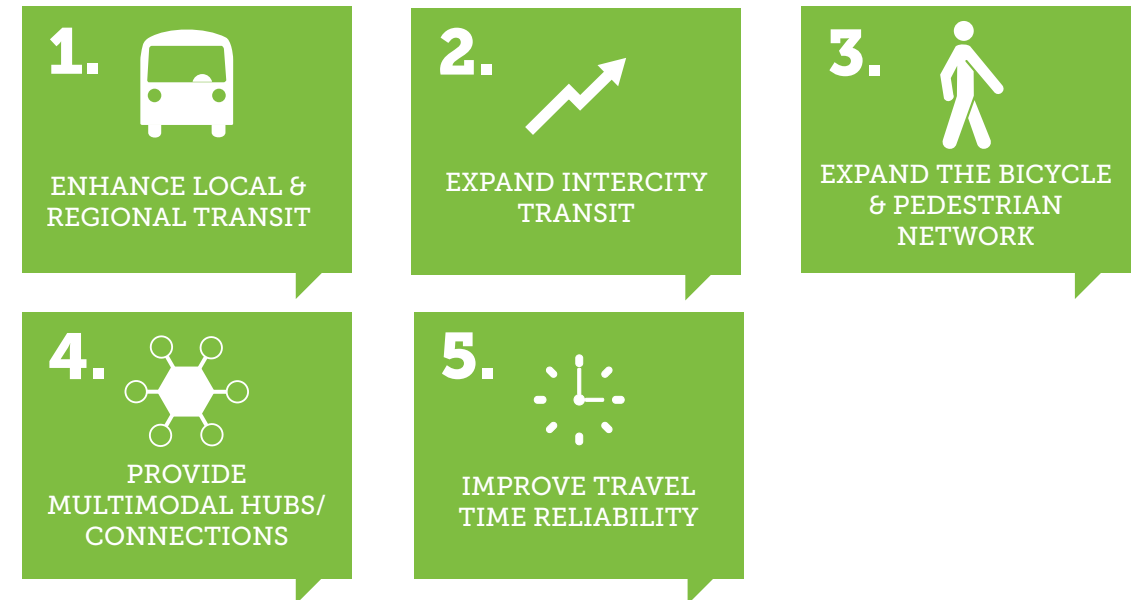 1.
ENHANCE LOCAL &
REGIONAL TRANSIT
2.
EXPAND INTERCITY
TRANSIT
3.
EXPAND THE BICYCLE
& PEDESTRIAN
NETWORK
4.
PROVIDE
MULTIMODAL HUBS/
CONNECTIONS
5.
IMPROVE TRAVEL
TIME RELIABILITY